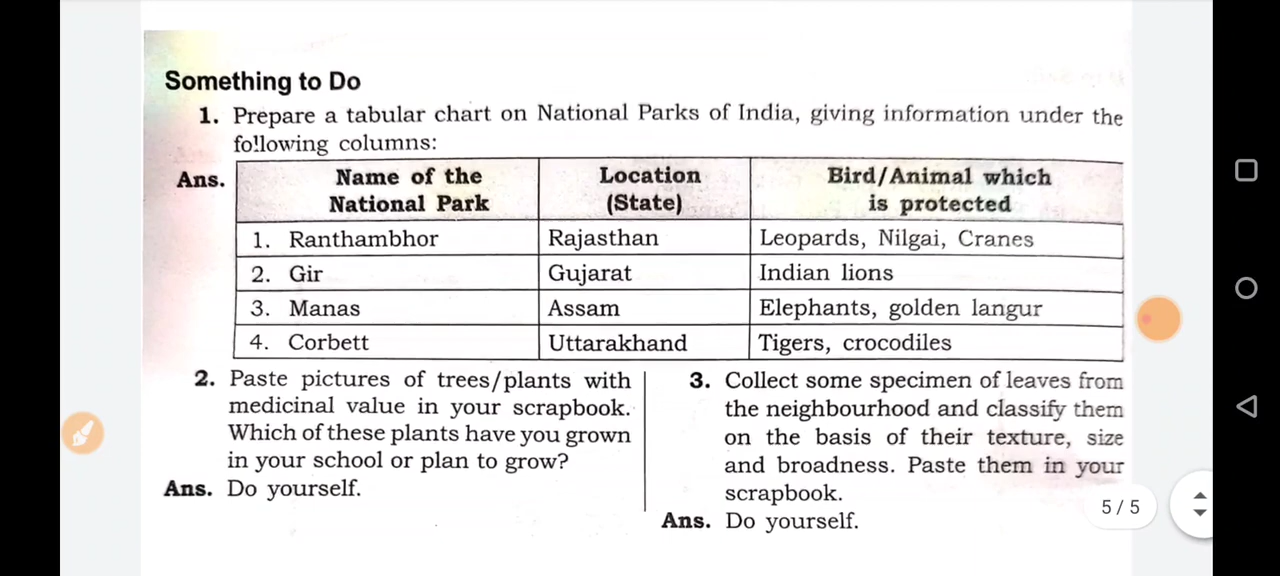 Something to Do
1. Prepare a tabular chart on National Parks of India, giving information under the
following columns:
Ans.
Name of the National Park | Location (State) | Bird/Animal which is protected
1. Ranthambhor | Rajasthan | Leopards, Nilgai, Cranes
2. Gir | Gujarat | Indian lions
3. Manas | Assam | Elephants, golden langur
4. Corbett | Uttarakhand | Tigers, crocodiles
2. Paste pictures of trees/plants with
medicinal value in your scrapbook.
Which of these plants have you grown
in your school or plan to grow?
Ans. Do yourself.
3. Collect some specimen of leaves from
the neighbourhood and classify them
on the basis of their texture, size
and broadness. Paste them in your
scrapbook.
Ans. Do yourself.
5 / 5